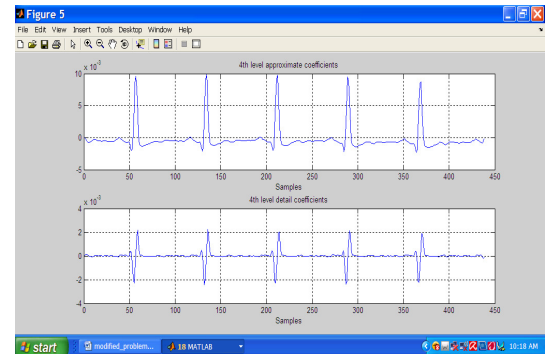 Figure 5
File Edit View Insert Tools Desktop Window Help
4th level approximate coefficients
x 10⁻³
10
5
0
-5
0 50 100 150 200 250 300 350 400 450
Samples
4th level detail coefficients
x 10⁻³
4
2
0
-2
-4
0 50 100 150 200 250 300 350 400 450
Samples
start modified_problem... 18 MATLAB 10:18 AM